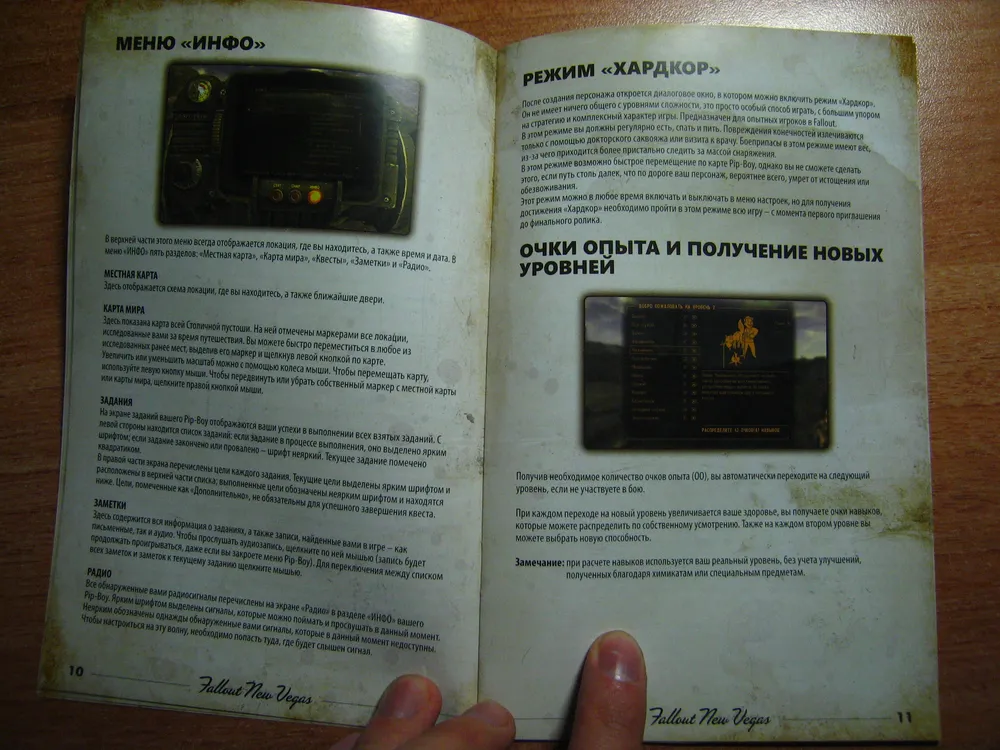 МЕНЮ «ИНФО»
В верхней части этого меню всегда отображается локация, где вы находитесь, а также время и дата. В
меню «ИНФО» пять разделов: «Местная карта», «Карта мира», «Квесты», «Заметки» и «Радио».
МЕСТНАЯ КАРТА
Здесь отображается схема локации, где вы находитесь, а также ближайшие двери.
КАРТА МИРА
Здесь показана карта всей Столичной пустоши. На ней отмечены маркерами все локации,
исследованные вами за время путешествия. Вы можете быстро переместиться в любое из
исследованных ранее мест, выделив его маркер и щелкнув левой кнопкой по карте.
Увеличить или уменьшить масштаб можно с помощью колеса мыши. Чтобы перемещать карту,
используйте левую кнопку мыши. Чтобы передвинуть или убрать собственный маркер с местной карты
или карты мира, щелкните правой кнопкой мыши.
ЗАДАНИЯ
На экране заданий вашего Pip-Boy отображаются ваши успехи в выполнении всех взятых заданий. С
левой стороны находится список заданий: если задание в процессе выполнения, оно выделено ярким
шрифтом; если задание закончено или провалено – шрифт неяркий. Текущее задание помечено
квадратиком.
В правой части экрана перечислены цели каждого задания. Текущие цели выделены ярким шрифтом и
расположены в верхней части списка; выполненные цели обозначены неярким шрифтом и находятся
ниже. Цели, помеченные как «Дополнительно», не обязательны для успешного завершения квеста.
ЗАМЕТКИ
Здесь содержится вся информация о заданиях, а также записи, найденные вами в игре – как
письменные, так и аудио. Чтобы прослушать аудиозапись, щелкните по ней мышью (запись будет
продолжать проигрываться, даже если вы закроете меню Pip-Boy). Для переключения между списком
всех заметок и заметок к текущему заданию щелкните мышью.
РАДИО
Все обнаруженные вами радиосигналы перечислены на экране «Радио» в разделе «ИНФО» вашего
Pip-Boy. Ярким шрифтом выделены сигналы, которые можно поймать и прослушать в данный момент.
Неярким обозначены однажды обнаруженные вами сигналы, которые в данный момент недоступны.
Чтобы настроиться на эту волну, необходимо попасть туда, где будет слышен сигнал.
10
Fallout New Vegas
РЕЖИМ «ХАРДКОР»
После создания персонажа откроется диалоговое окно, в котором можно включить режим «Хардкор».
Он не имеет ничего общего с уровнями сложности, это просто особый способ играть, с большим упором
на стратегию и комплексный характер игры. Предназначен для опытных игроков в Fallout.
В этом режиме вы должны регулярно есть, спать и пить. Повреждения конечностей излечиваются
только с помощью докторского саквояжа или визита к врачу. Боеприпасы в этом режиме имеют вес,
из-за чего приходится более пристально следить за массой снаряжения.
В этом режиме возможно быстрое перемещение по карте Pip-Boy, однако вы не сможете сделать
этого, если путь столь далек, что по дороге ваш персонаж, вероятнее всего, умрет от истощения или
обезвоживания.
Этот режим можно в любое время включать и выключать в меню настроек, но для получения
достижения «Хардкор» необходимо пройти в этом режиме всю игру – с момента первого приглашения
до финального ролика.
ОЧКИ ОПЫТА И ПОЛУЧЕНИЕ НОВЫХ
УРОВНЕЙ
ДОБРО ПОЖАЛОВАТЬ НА УРОВЕНЬ
РАСПРЕДЕЛИТЕ
Получив необходимое количество очков опыта (ОО), вы автоматически переходите на следующий
уровень, если не участвуете в бою.
При каждом переходе на новый уровень увеличивается ваше здоровье, вы получаете очки навыков,
которые можете распределить по собственному усмотрению. Также на каждом втором уровне вы
можете выбрать новую способность.
Замечание: при расчете навыков используется ваш реальный уровень, без учета улучшений,
полученных благодаря химикатам или специальным предметам.
Fallout New Vegas
11